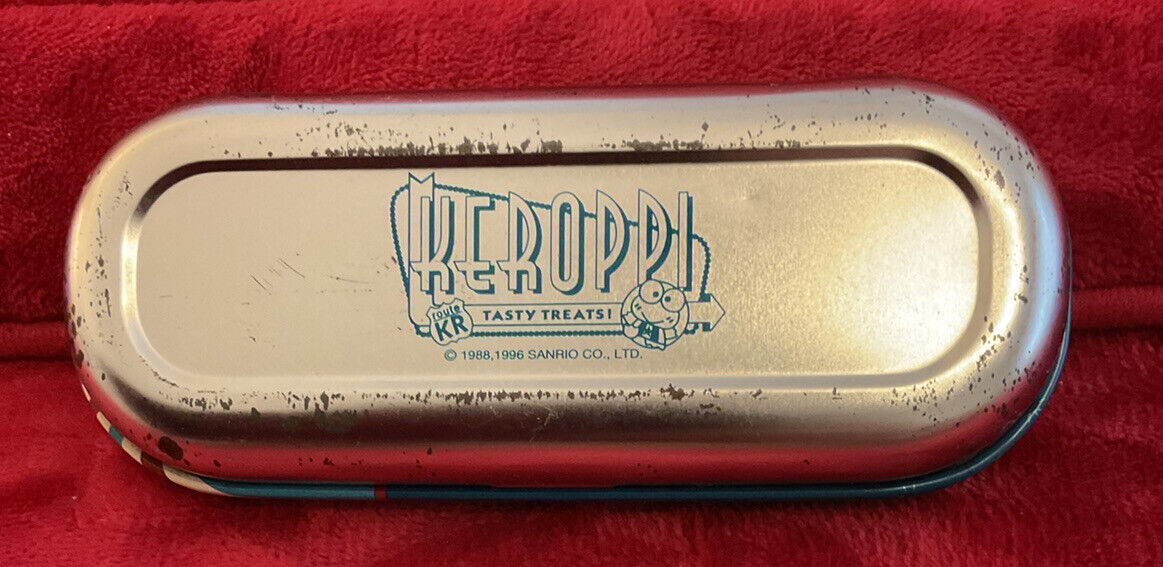 KEROPPI
route
KR
TASTY TREATS!
© 1988,1996 SANRIO CO., LTD.